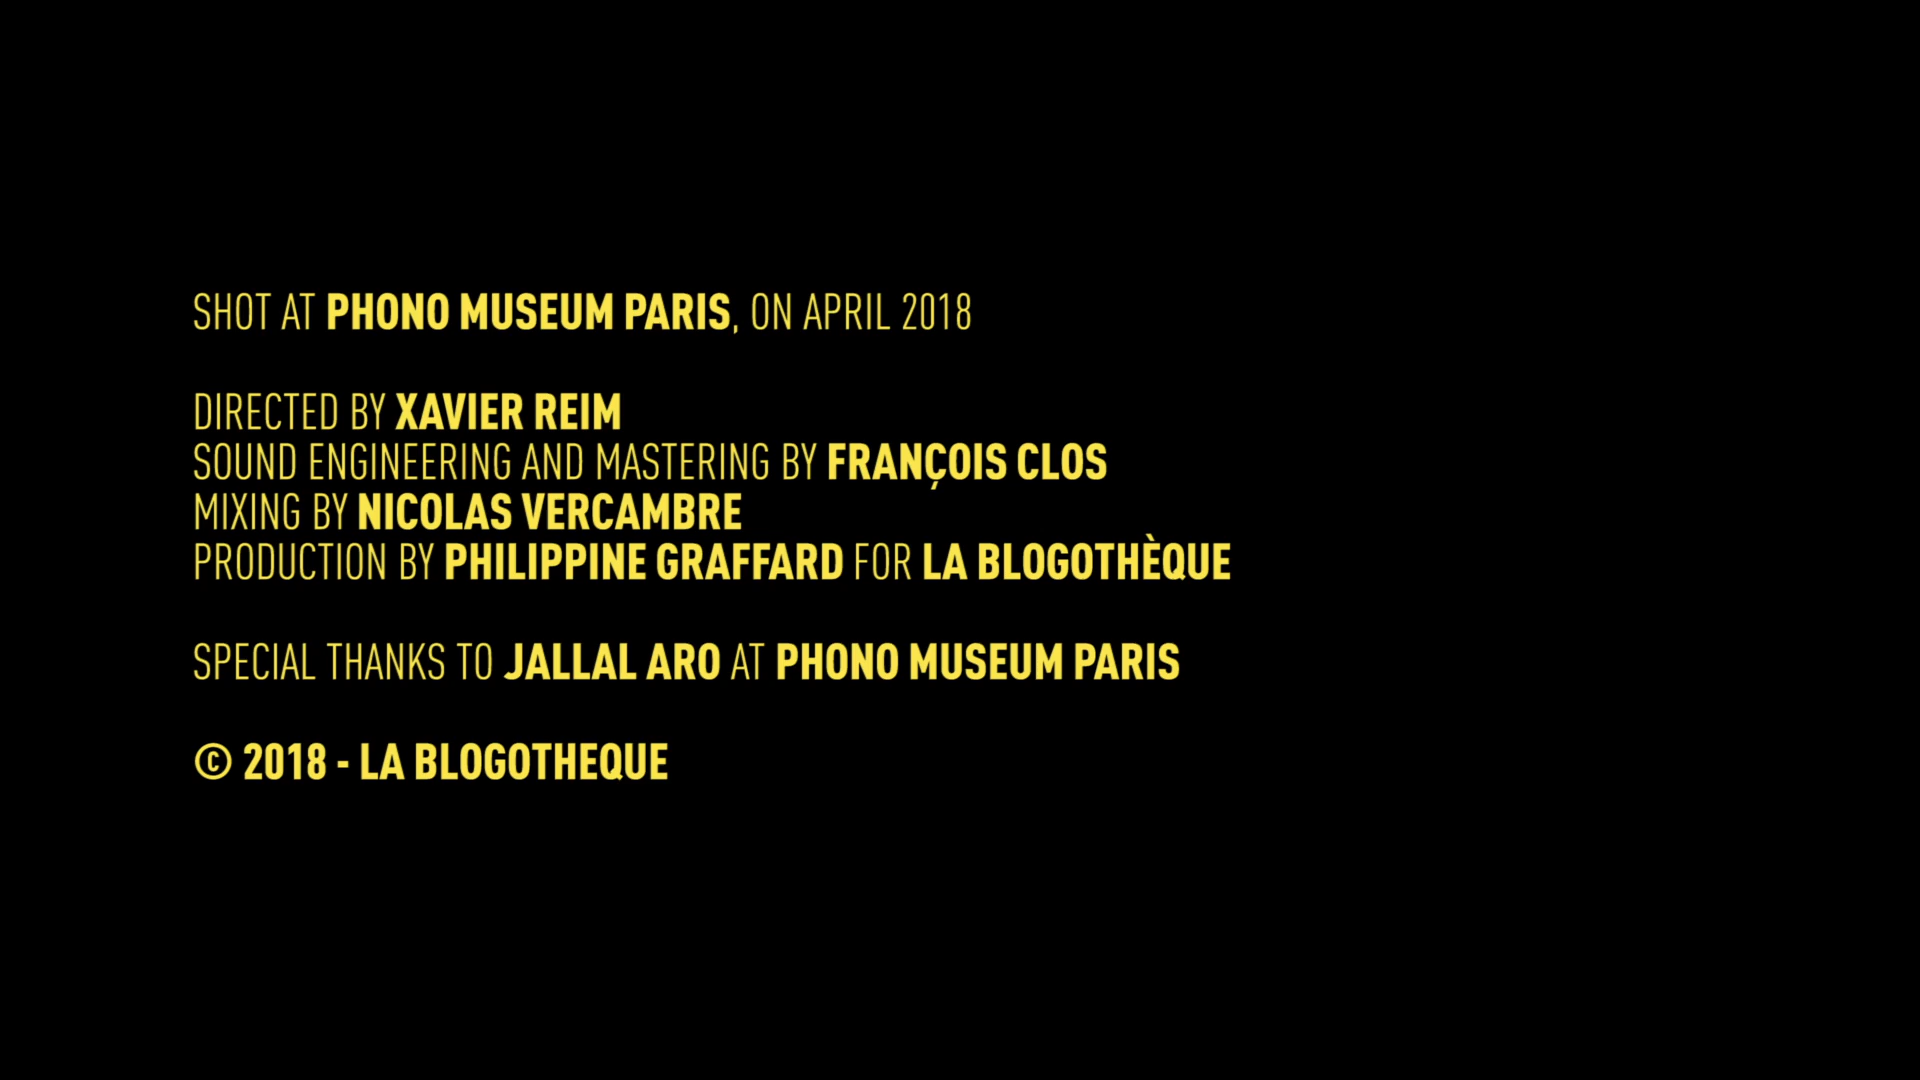 SHOT AT PHONO MUSEUM PARIS, ON APRIL 2018
DIRECTED BY XAVIER REIM
SOUND ENGINEERING AND MASTERING BY FRANÇOIS CLOS
MIXING BY NICOLAS VERCAMBRE
PRODUCTION BY PHILIPPINE GRAFFARD FOR LA BLOGOTHÈQUE
SPECIAL THANKS TO JALLAL ARO AT PHONO MUSEUM PARIS
© 2018 - LA BLOGOTHEQUE